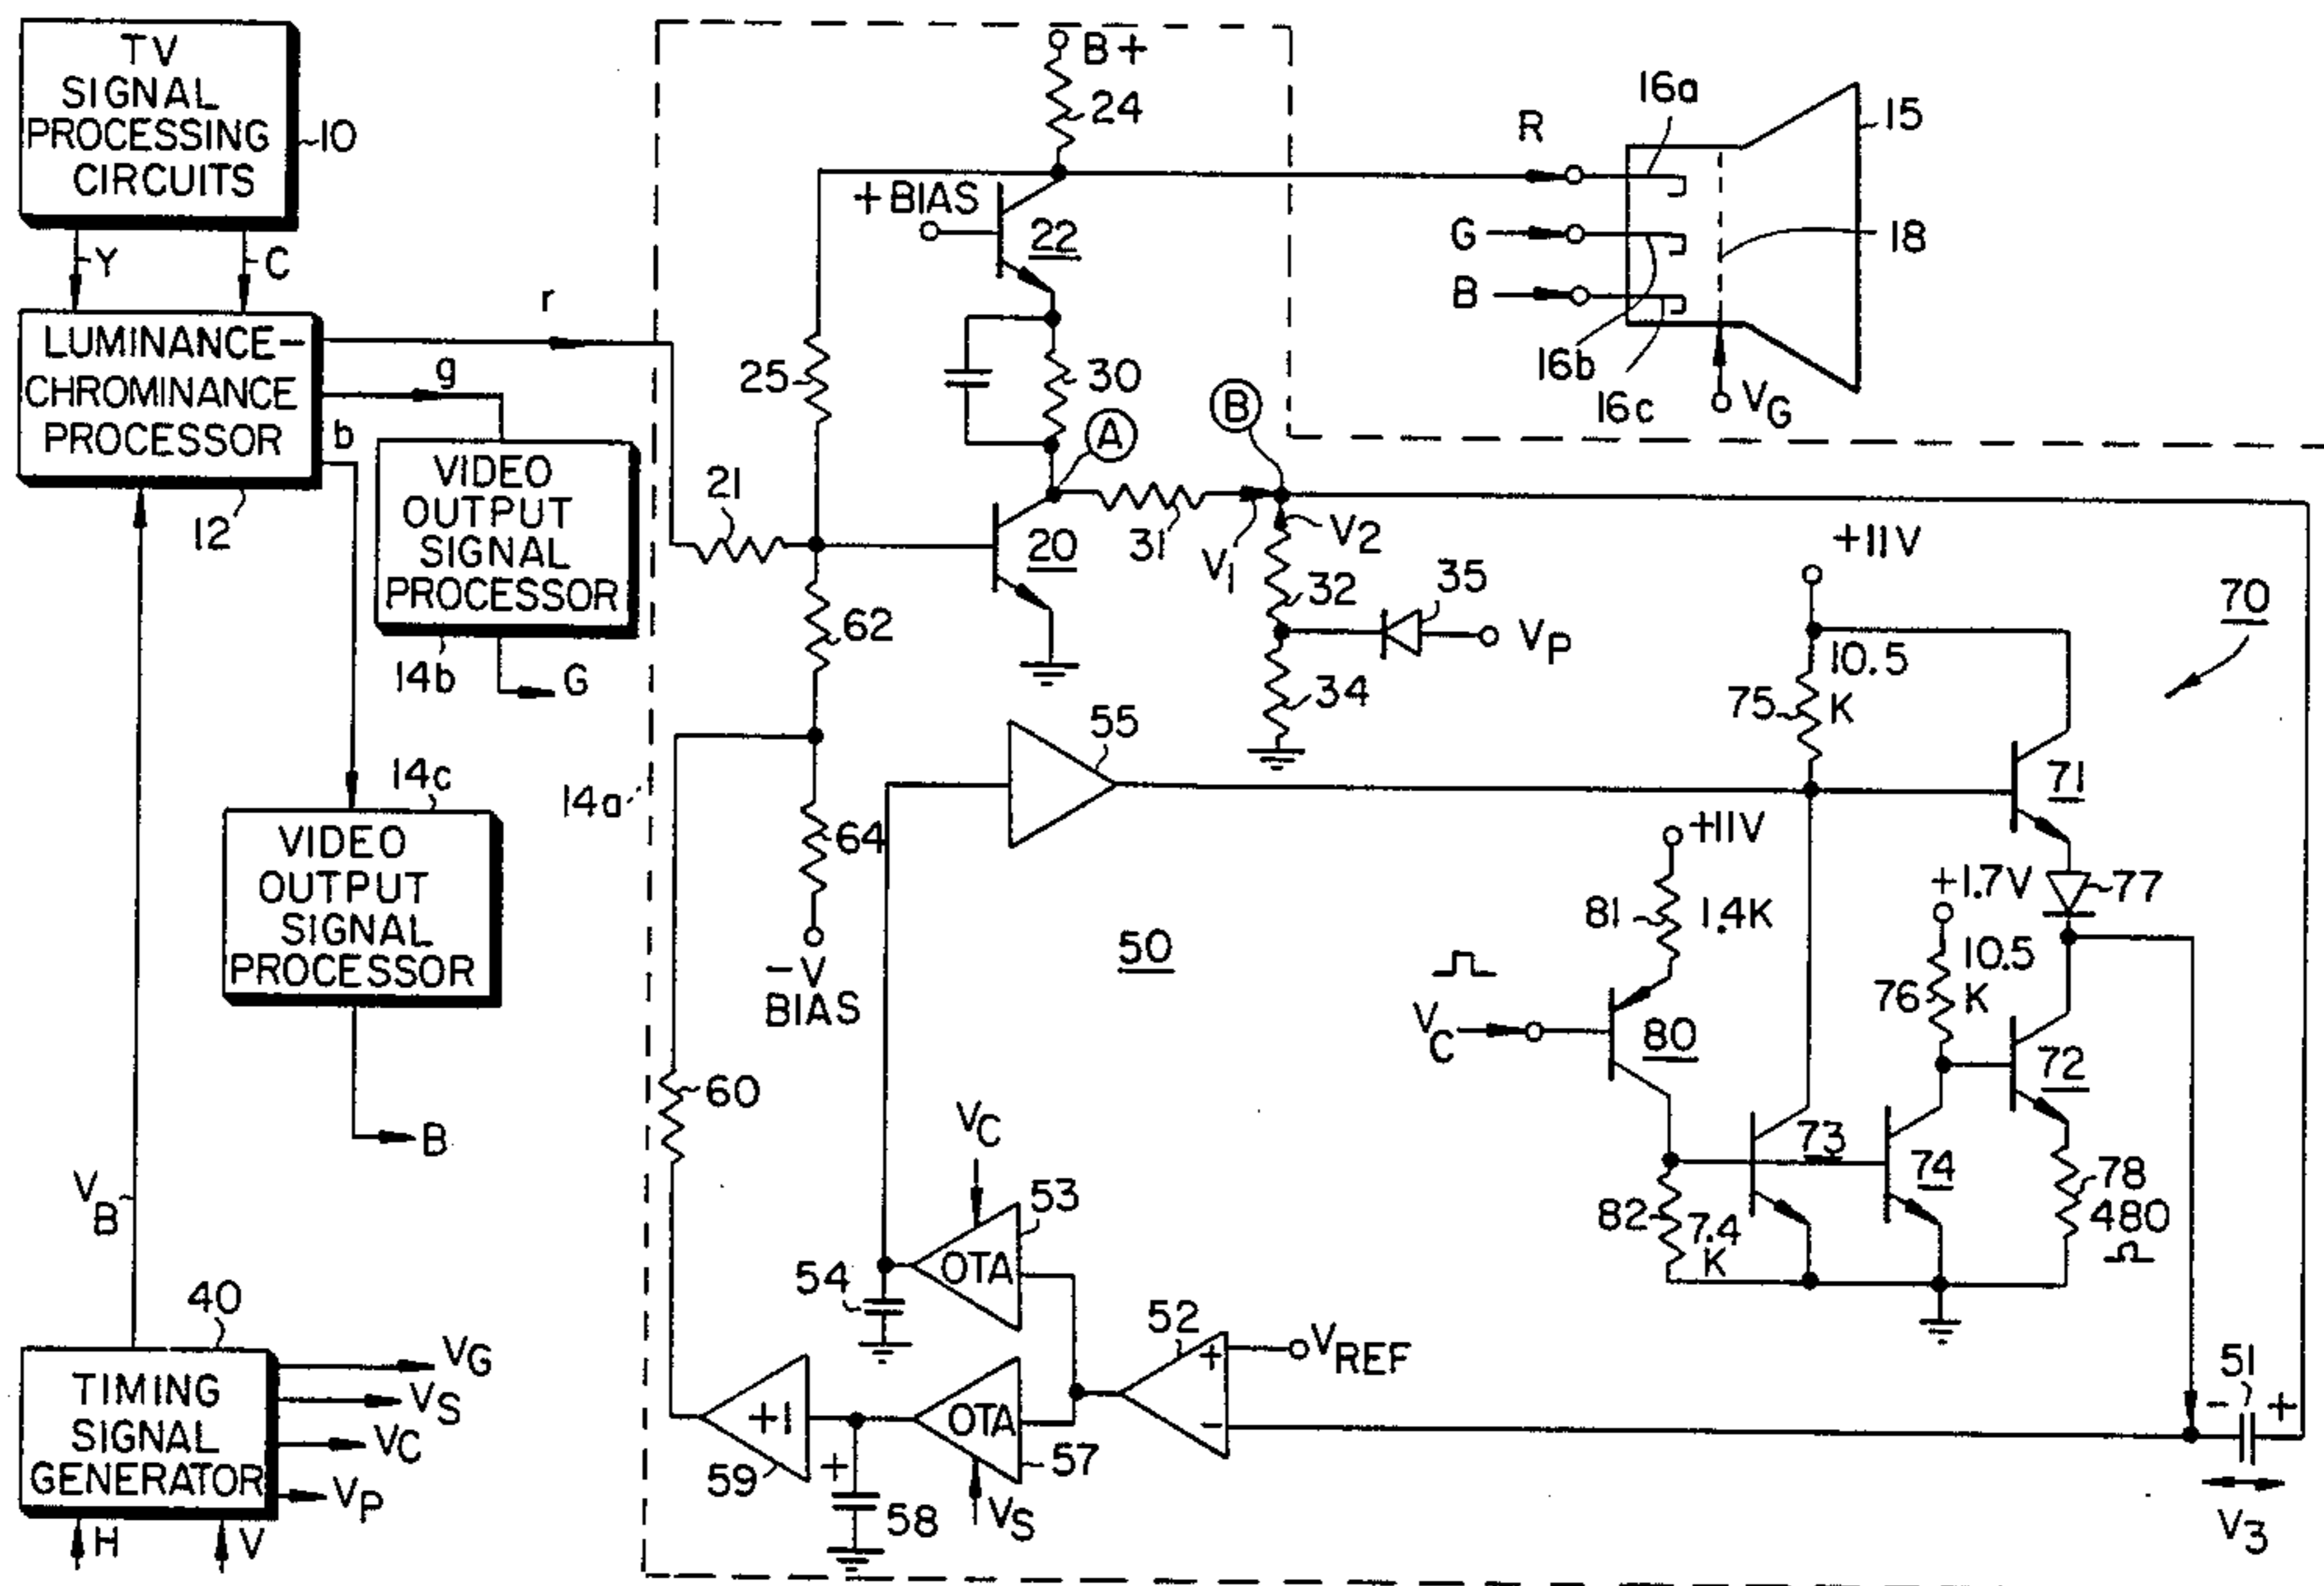 TV
SIGNAL
PROCESSING
CIRCUITS
10
Y
C
LUMINANCE-
CHROMINANCE
PROCESSOR
12
r
g
b
VIDEO
OUTPUT
SIGNAL
PROCESSOR
14b
G
14c
VIDEO
OUTPUT
SIGNAL
PROCESSOR
B
VB
40
TIMING
SIGNAL
GENERATOR
VG
VS
VC
VP
H
V
14a
B+
24
+BIAS
22
25
30
A
B
21
20
31
V1
V2
32
35
VP
34
62
64
-V
BIAS
60
55
50
R
G
B
16a
16b
16c
15
18
VG
+11V
70
10.5
K
75
71
+11V
81
1.4K
+1.7V
77
10.5
K
76
VC
80
72
73
74
82
7.4
K
78
480
VC
53
OTA
54
52
+
-
VREF
OTA
57
VS
+1
59
+
58
51
-
+
V3